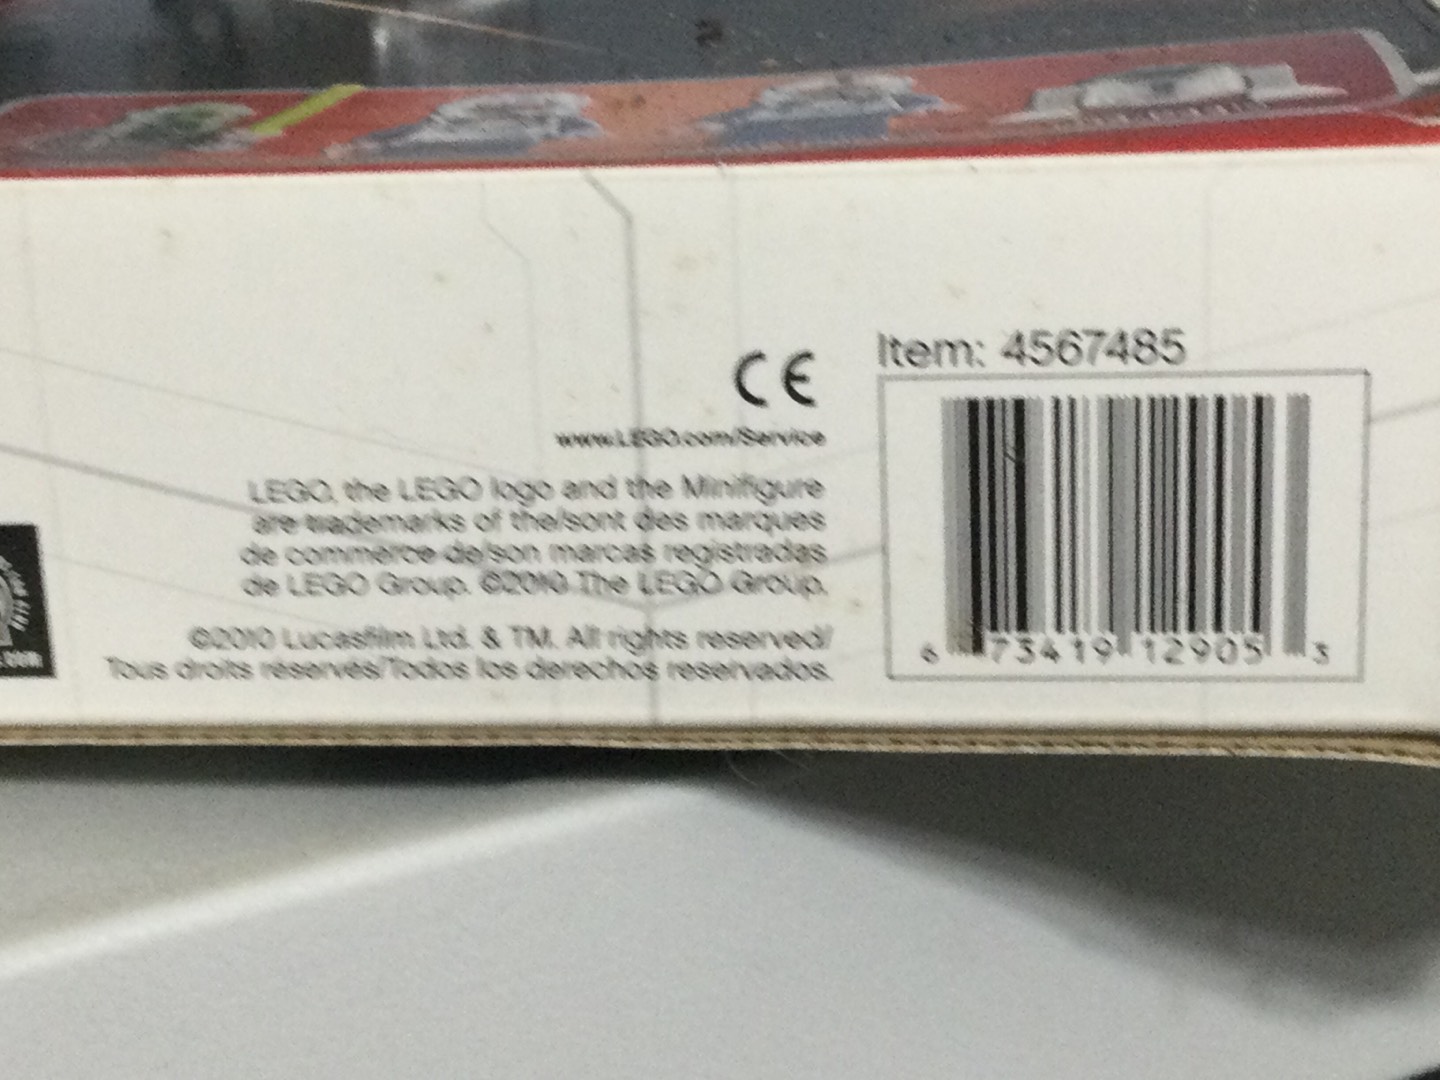 CE
Item: 4567485
www.LEGO.com/Service
LEGO, the LEGO logo and the Minifigure
are trademarks of the/sont des marques
de commerce de/son marcas registradas
de LEGO Group. ©2010 The LEGO Group.
©2010 Lucasfilm Ltd. & TM. All rights reserved/
Tous droits réservés/Todos los derechos reservados.
6 73419 12905 3